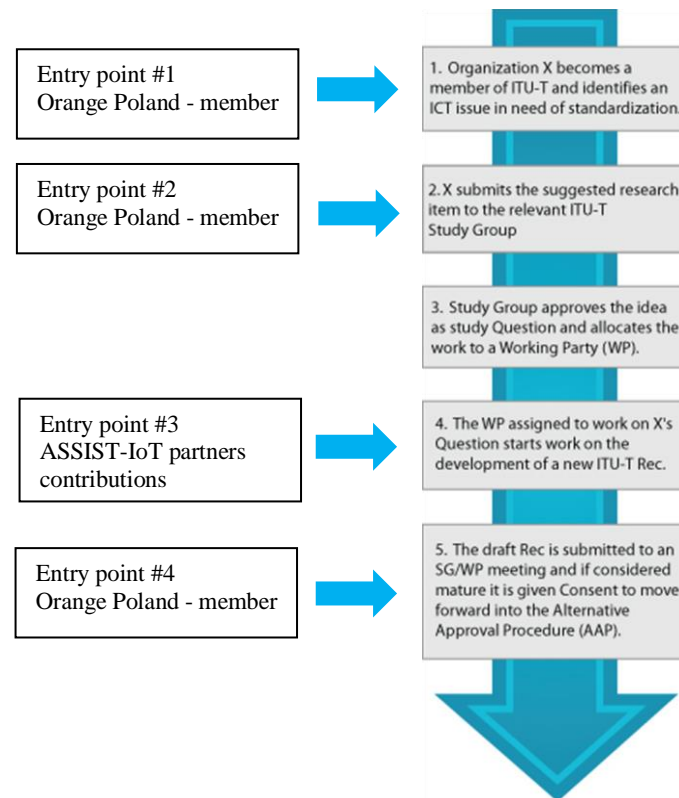 Entry point #1
Orange Poland - member
1. Organization X becomes a
member of ITU-T and identifies an
ICT issue in need of standardization.
Entry point #2
Orange Poland - member
2. X submits the suggested research
item to the relevant ITU-T
Study Group
3. Study Group approves the idea
as study Question and allocates the
work to a Working Party (WP).
Entry point #3
ASSIST-IoT partners
contributions
4. The WP assigned to work on X's
Question starts work on the
development of a new ITU-T Rec.
Entry point #4
Orange Poland - member
5. The draft Rec is submitted to an
SG/WP meeting and if considered
mature it is given Consent to move
forward into the Alternative
Approval Procedure (AAP).